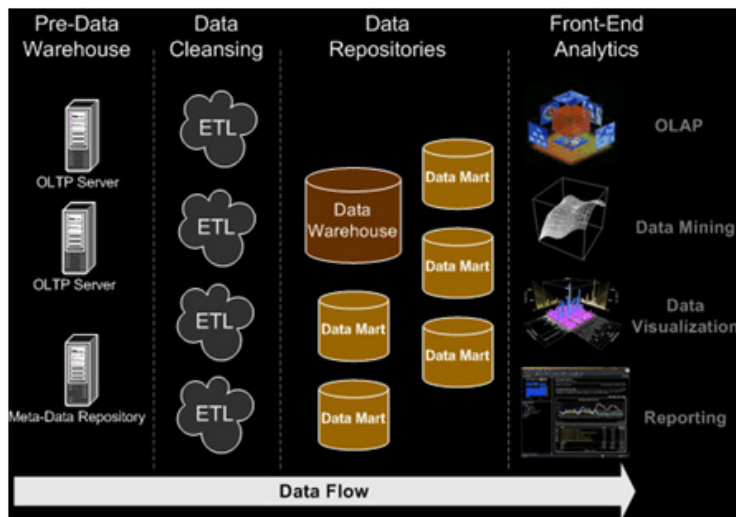 Pre-Data
Warehouse
Data
Cleansing
Data
Repositories
Front-End
Analytics
OLTP Server
OLTP Server
Meta-Data Repository
ETL
ETL
ETL
ETL
Data
Warehouse
Data Mart
Data Mart
Data Mart
Data Mart
Data Mart
OLAP
Data Mining
Data
Visualization
Reporting
Data Flow